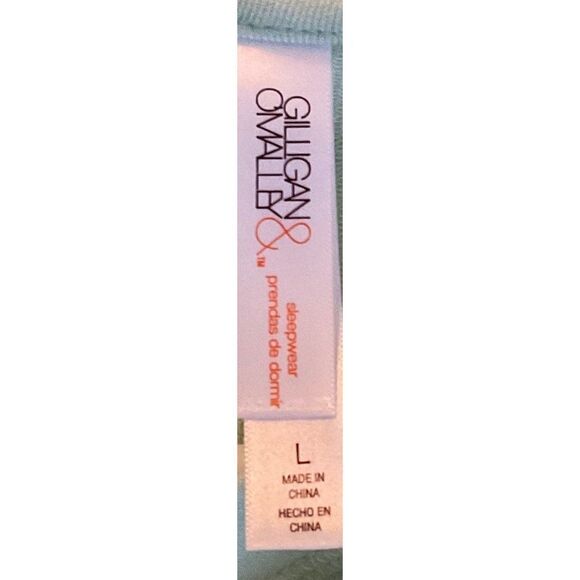 GILLIGAN &
O'MALLEY ™
sleepwear
prendas de dormir
L
MADE IN
CHINA
HECHO EN
CHINA